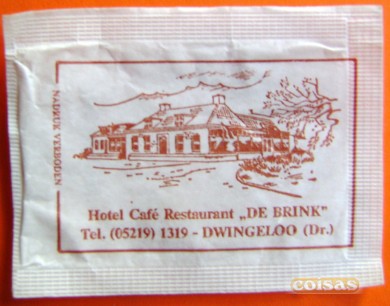 NADRUK VERBODEN
Hotel Café Restaurant „DE BRINK"
Tel. (05219) 1319 - DWINGELOO (Dr.)
coisas